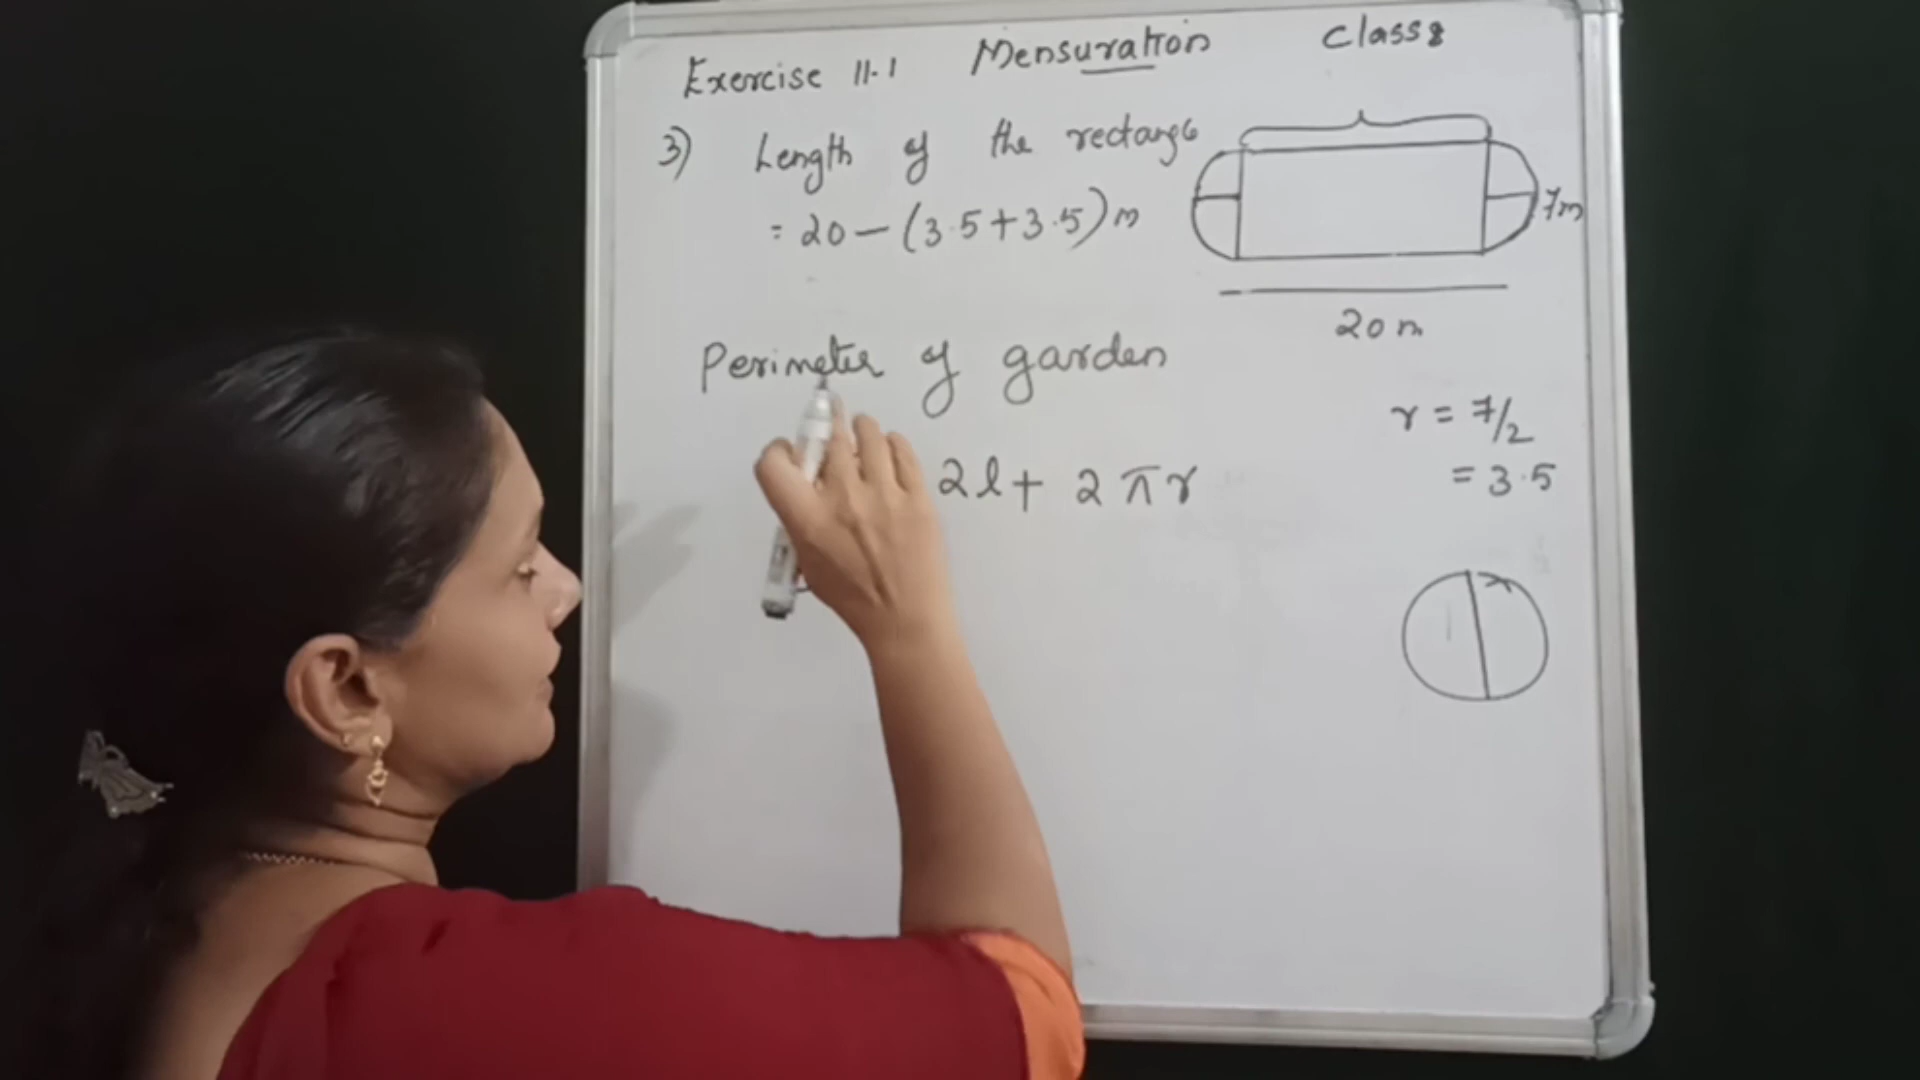 Exercise 11.1 Mensuration Class 8
3) Length of the rectangle
= 20 - (3.5 + 3.5) m
7m
20 m
Perimeter of garden
2l + 2πr
r = 7/2
= 3.5